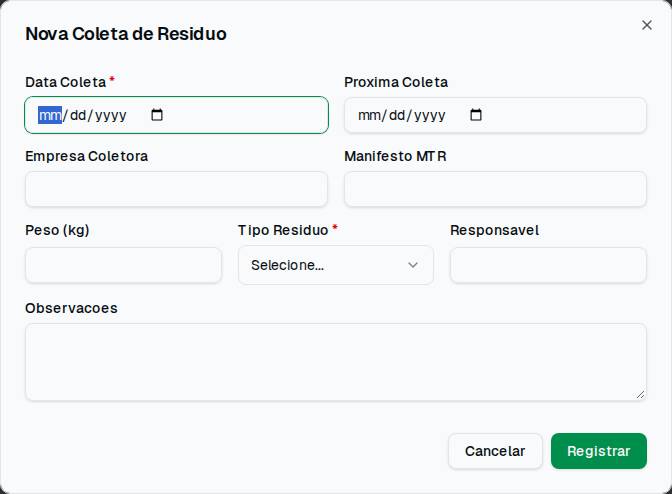 Nova Coleta de Residuo
Data Coleta *
Proxima Coleta
mm/dd/yyyy
mm/dd/yyyy
Empresa Coletora
Manifesto MTR
Peso (kg)
Tipo Residuo *
Responsavel
Selecione...
Observacoes
Cancelar
Registrar